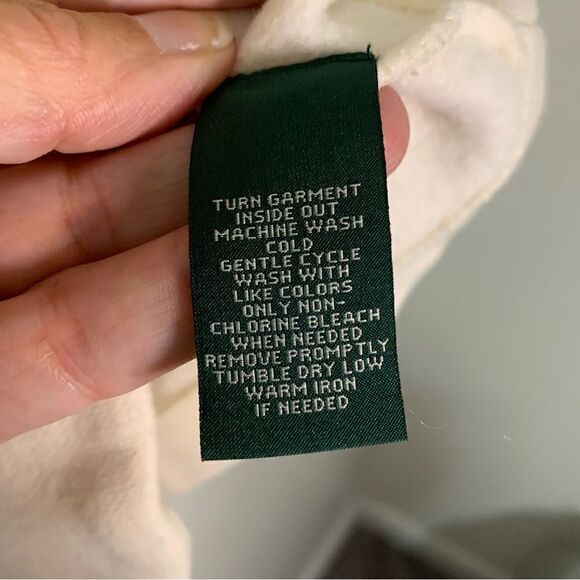 TURN GARMENT
INSIDE OUT
MACHINE WASH
COLD
GENTLE CYCLE
WASH WITH
LIKE COLORS
ONLY NON-
CHLORINE BLEACH
WHEN NEEDED
REMOVE PROMPTLY
TUMBLE DRY LOW
WARM IRON
IF NEEDED